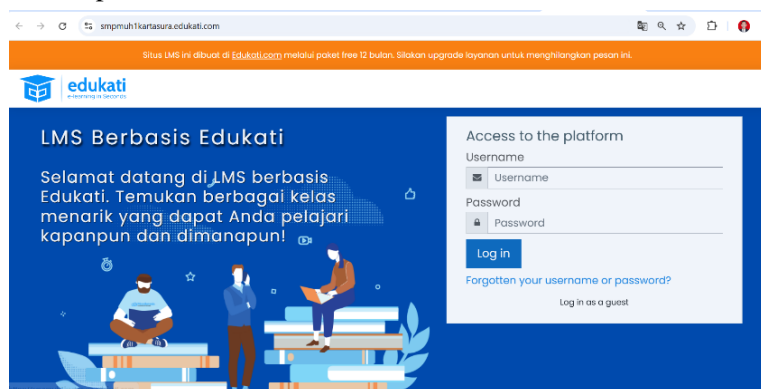 smpmuh1kartasura.edukati.com
Situs LMS ini dibuat di Edukati.com melalui paket free 12 bulan. Silakan upgrade layanan untuk menghilangkan pesan ini.
edukati
e-learning in Seconds
LMS Berbasis Edukati
Selamat datang di LMS berbasis
Edukati. Temukan berbagai kelas
menarik yang dapat Anda pelajari
kapanpun dan dimanapun!
Access to the platform
Username
Username
Password
Password
Log in
Forgotten your username or password?
Log in as a guest